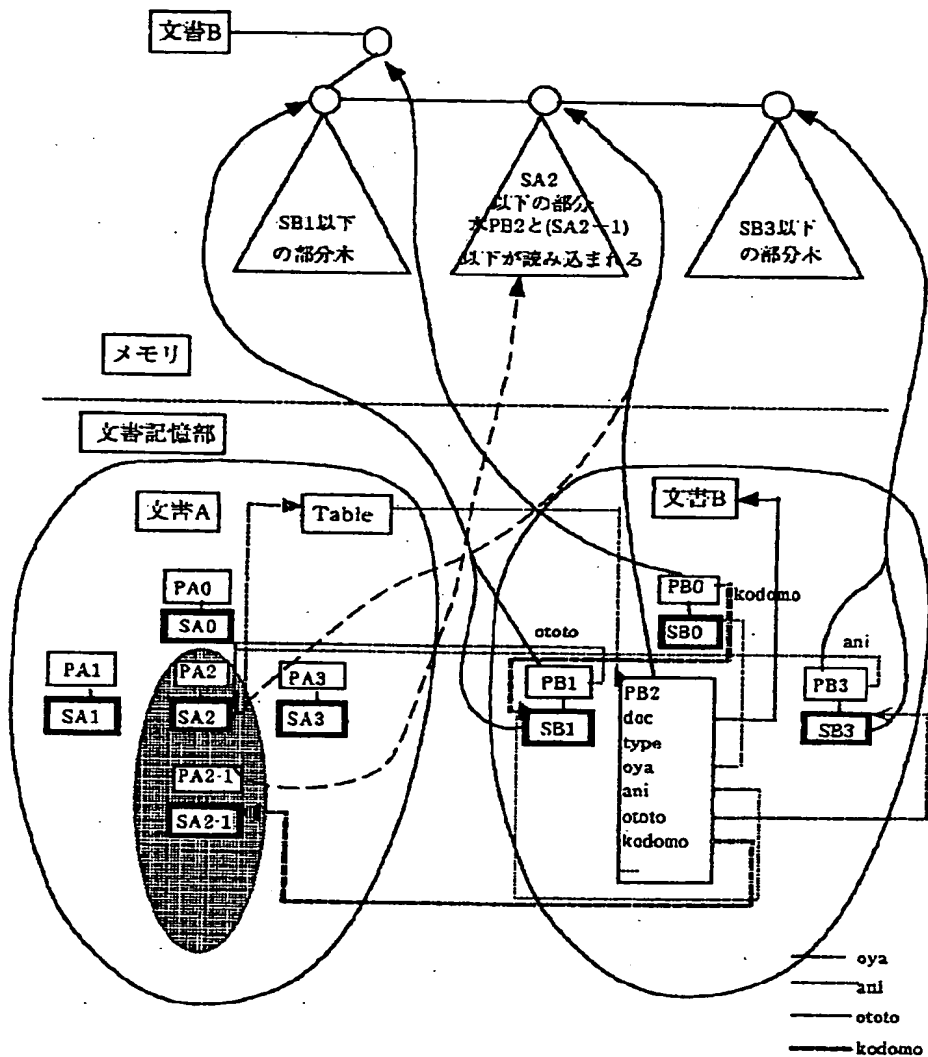 文書B
SB1以下
の部分木
SA2
以下の部分
木PB2と(SA2-1)
以下が読み込まれる
SB3以下
の部分木
メモリ
文書記憶部
文書A
Table
文書B
PA0
SA0
PA1
SA1
PA2
SA2
PA3
SA3
PA2-1
SA2-1
ototo
kodomo
ani
PB0
SB0
PB1
SB1
PB2
doc
type
oya
ani
ototo
kodomo
PB3
SB3
oya
ani
ototo
kodomo